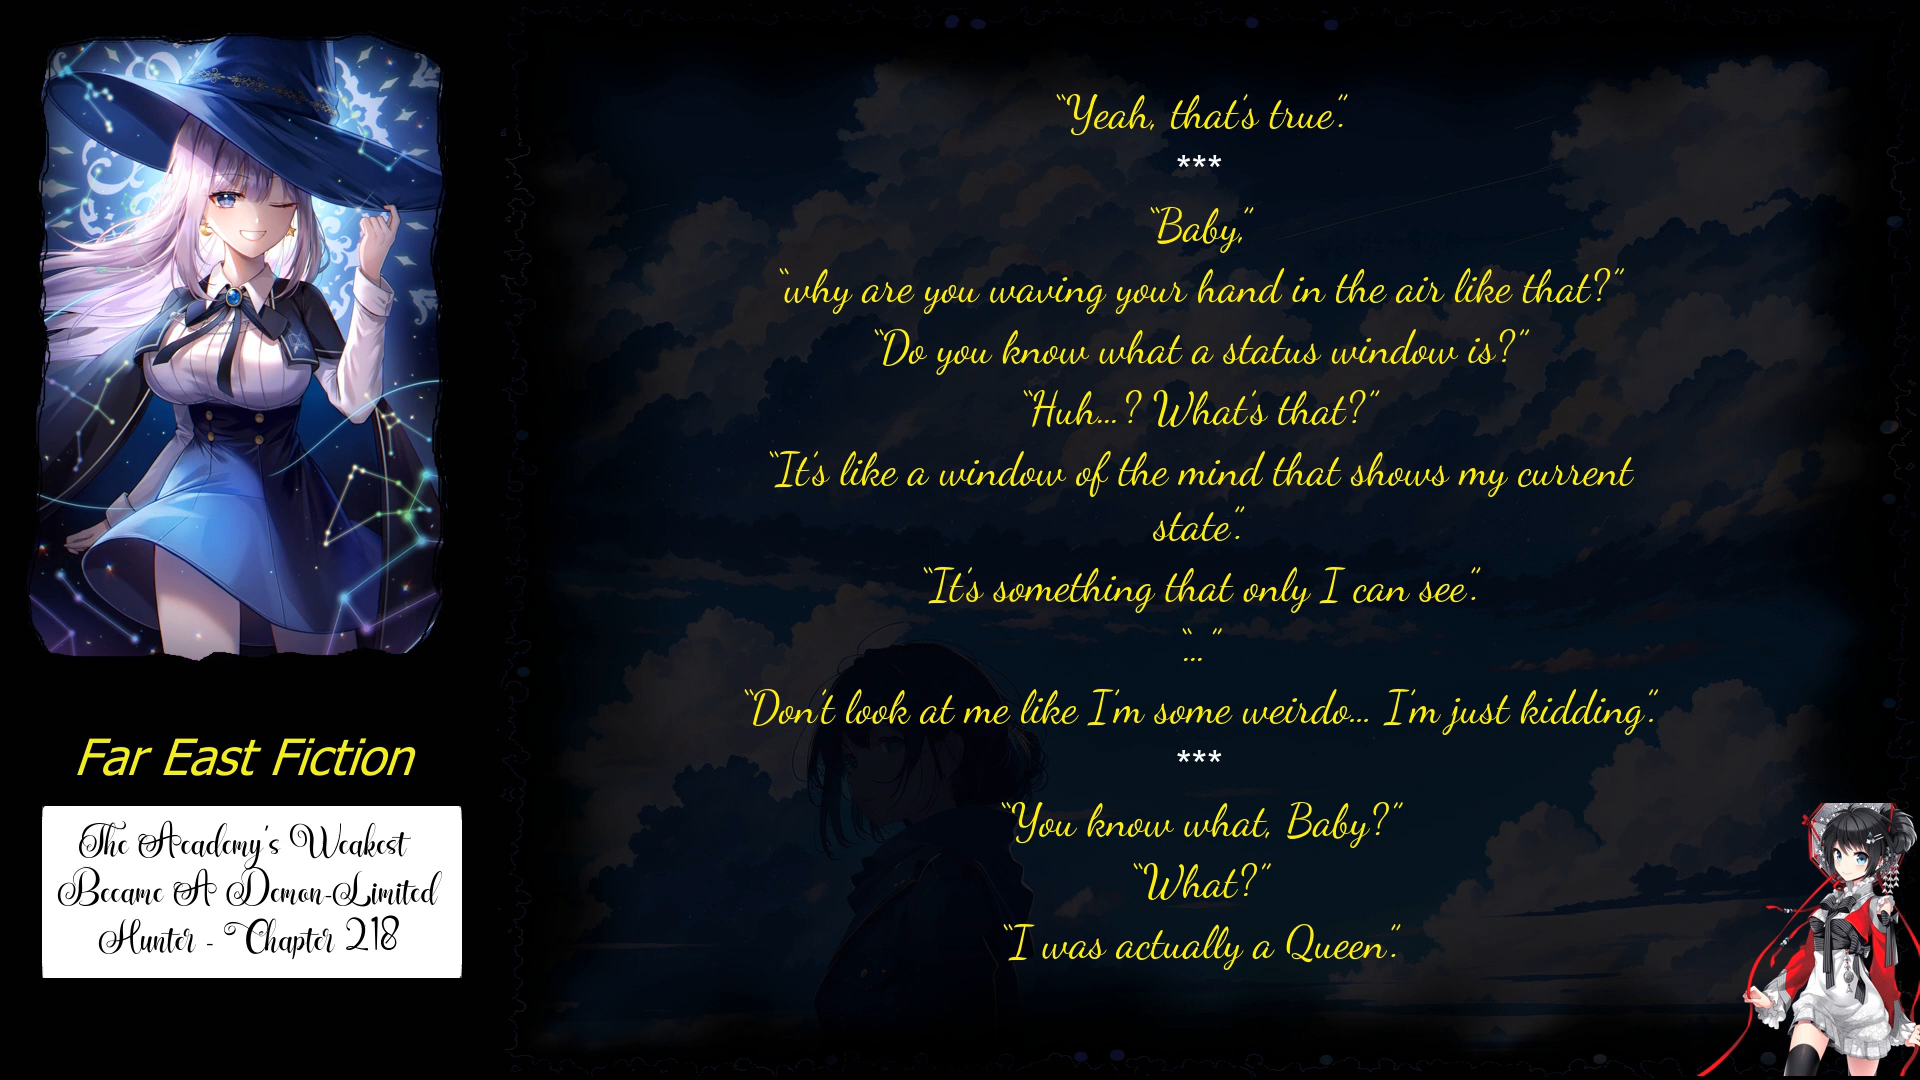 “Yeah, that's true”.
***
“Baby,”
“why are you waving your hand in the air like that?”
“Do you know what a status window is?”
“Huh…? What's that?”
“It's like a window of the mind that shows my current
state”.
“It's something that only I can see”.
“…”
“Don't look at me like I'm some weirdo… I'm just kidding”.
***
“You know what, Baby?”
“What?”
“I was actually a Queen”.
Far East Fiction
The Academy's Weakest
Became A Demon-Limited
Hunter - Chapter 218